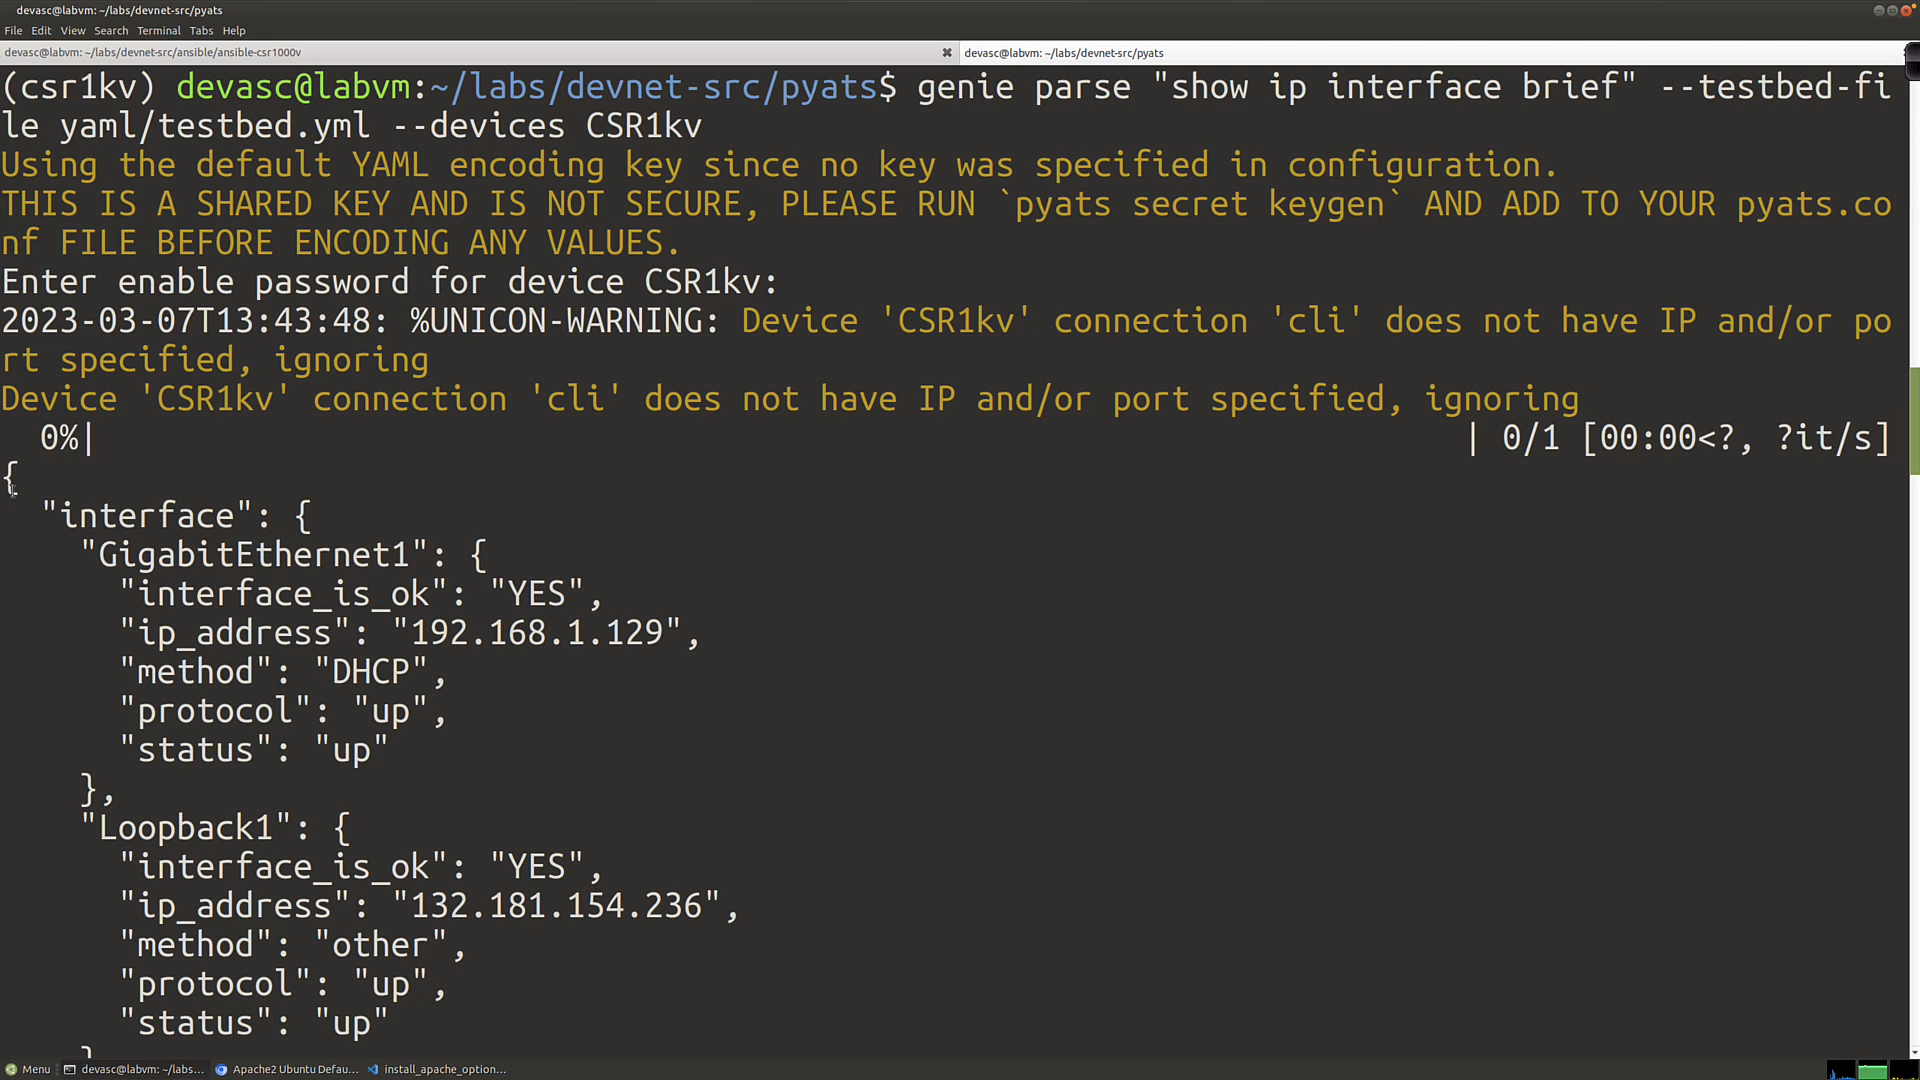 devasc@labvm: ~/labs/devnet-src/pyats
File Edit View Search Terminal Tabs Help
devasc@labvm: ~/labs/devnet-src/ansible/ansible-csr1000v
devasc@labvm: ~/labs/devnet-src/pyats
(csr1kv) devasc@labvm:~/labs/devnet-src/pyats$ genie parse "show ip interface brief" --testbed-fi
le yaml/testbed.yml --devices CSR1kv
Using the default YAML encoding key since no key was specified in configuration.
THIS IS A SHARED KEY AND IS NOT SECURE, PLEASE RUN `pyats secret keygen` AND ADD TO YOUR pyats.co
nf FILE BEFORE ENCODING ANY VALUES.
Enter enable password for device CSR1kv:
2023-03-07T13:43:48: %UNICON-WARNING: Device 'CSR1kv' connection 'cli' does not have IP and/or po
rt specified, ignoring
Device 'CSR1kv' connection 'cli' does not have IP and/or port specified, ignoring
  0%|                                                                       | 0/1 [00:00<?, ?it/s]
{
  "interface": {
    "GigabitEthernet1": {
      "interface_is_ok": "YES",
      "ip_address": "192.168.1.129",
      "method": "DHCP",
      "protocol": "up",
      "status": "up"
    },
    "Loopback1": {
      "interface_is_ok": "YES",
      "ip_address": "132.181.154.236",
      "method": "other",
      "protocol": "up",
      "status": "up"
    }
Menu
devasc@labvm: ~/labs...
Apache2 Ubuntu Defau...
install_apache_option...